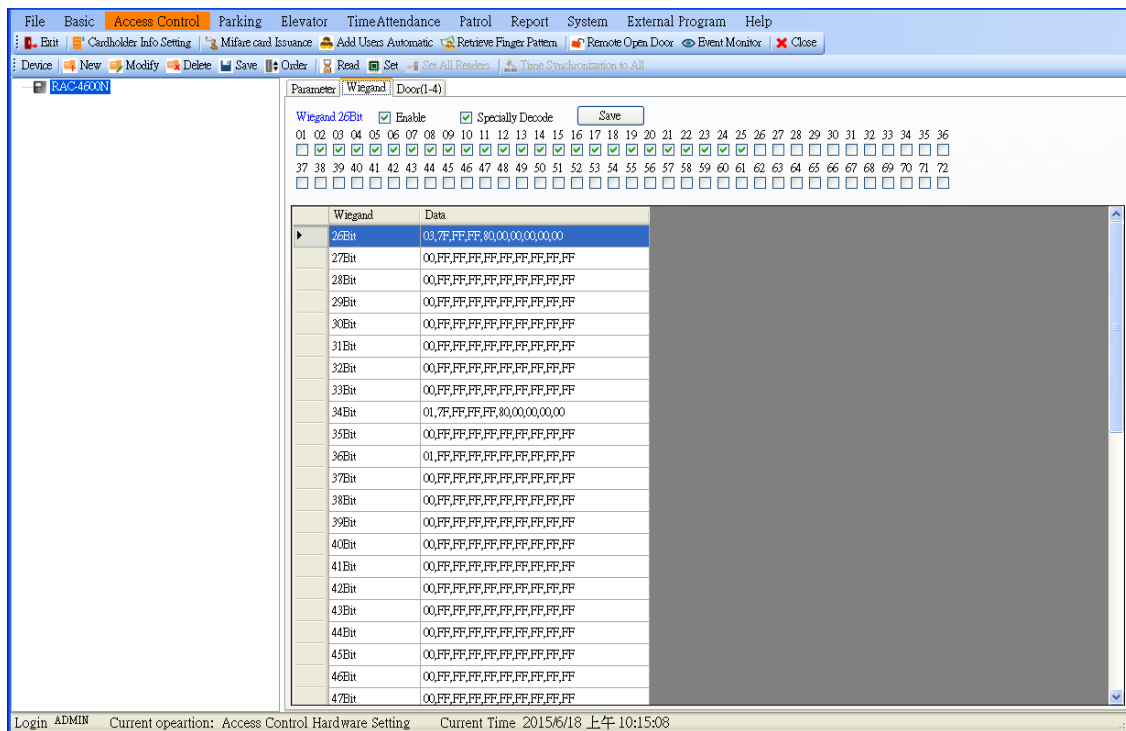 File Basic Access Control Parking Elevator TimeAttendance Patrol Report System External Program Help
Exit Cardholder Info Setting Mifare card Issuance Add Users Automatic Retrieve Finger Pattern Remote Open Door Event Monitor Close
Device New Modify Delete Save Order Read Set Set All Readers Time Synchronization to All
RAC-4600N
Parameter Wiegand Door(1-4)
Wiegand 26Bit Enable Specially Decode Save
01 02 03 04 05 06 07 08 09 10 11 12 13 14 15 16 17 18 19 20 21 22 23 24 25 26 27 28 29 30 31 32 33 34 35 36
37 38 39 40 41 42 43 44 45 46 47 48 49 50 51 52 53 54 55 56 57 58 59 60 61 62 63 64 65 66 67 68 69 70 71 72
Wiegand Data
26Bit 03,7F,FF,FF,80,00,00,00,00,00
27Bit 00,FF,FF,FF,FF,FF,FF,FF,FF,FF
28Bit 00,FF,FF,FF,FF,FF,FF,FF,FF,FF
29Bit 00,FF,FF,FF,FF,FF,FF,FF,FF,FF
30Bit 00,FF,FF,FF,FF,FF,FF,FF,FF,FF
31Bit 00,FF,FF,FF,FF,FF,FF,FF,FF,FF
32Bit 00,FF,FF,FF,FF,FF,FF,FF,FF,FF
33Bit 00,FF,FF,FF,FF,FF,FF,FF,FF,FF
34Bit 01,7F,FF,FF,FF,80,00,00,00,00
35Bit 00,FF,FF,FF,FF,FF,FF,FF,FF,FF
36Bit 01,FF,FF,FF,FF,FF,FF,FF,FF,FF
37Bit 00,FF,FF,FF,FF,FF,FF,FF,FF,FF
38Bit 00,FF,FF,FF,FF,FF,FF,FF,FF,FF
39Bit 00,FF,FF,FF,FF,FF,FF,FF,FF,FF
40Bit 00,FF,FF,FF,FF,FF,FF,FF,FF,FF
41Bit 00,FF,FF,FF,FF,FF,FF,FF,FF,FF
42Bit 00,FF,FF,FF,FF,FF,FF,FF,FF,FF
43Bit 00,FF,FF,FF,FF,FF,FF,FF,FF,FF
44Bit 00,FF,FF,FF,FF,FF,FF,FF,FF,FF
45Bit 00,FF,FF,FF,FF,FF,FF,FF,FF,FF
46Bit 00,FF,FF,FF,FF,FF,FF,FF,FF,FF
47Bit 00,FF,FF,FF,FF,FF,FF,FF,FF,FF
Login ADMIN Current opeartion: Access Control Hardware Setting Current Time 2015/6/18 上午 10:15:08